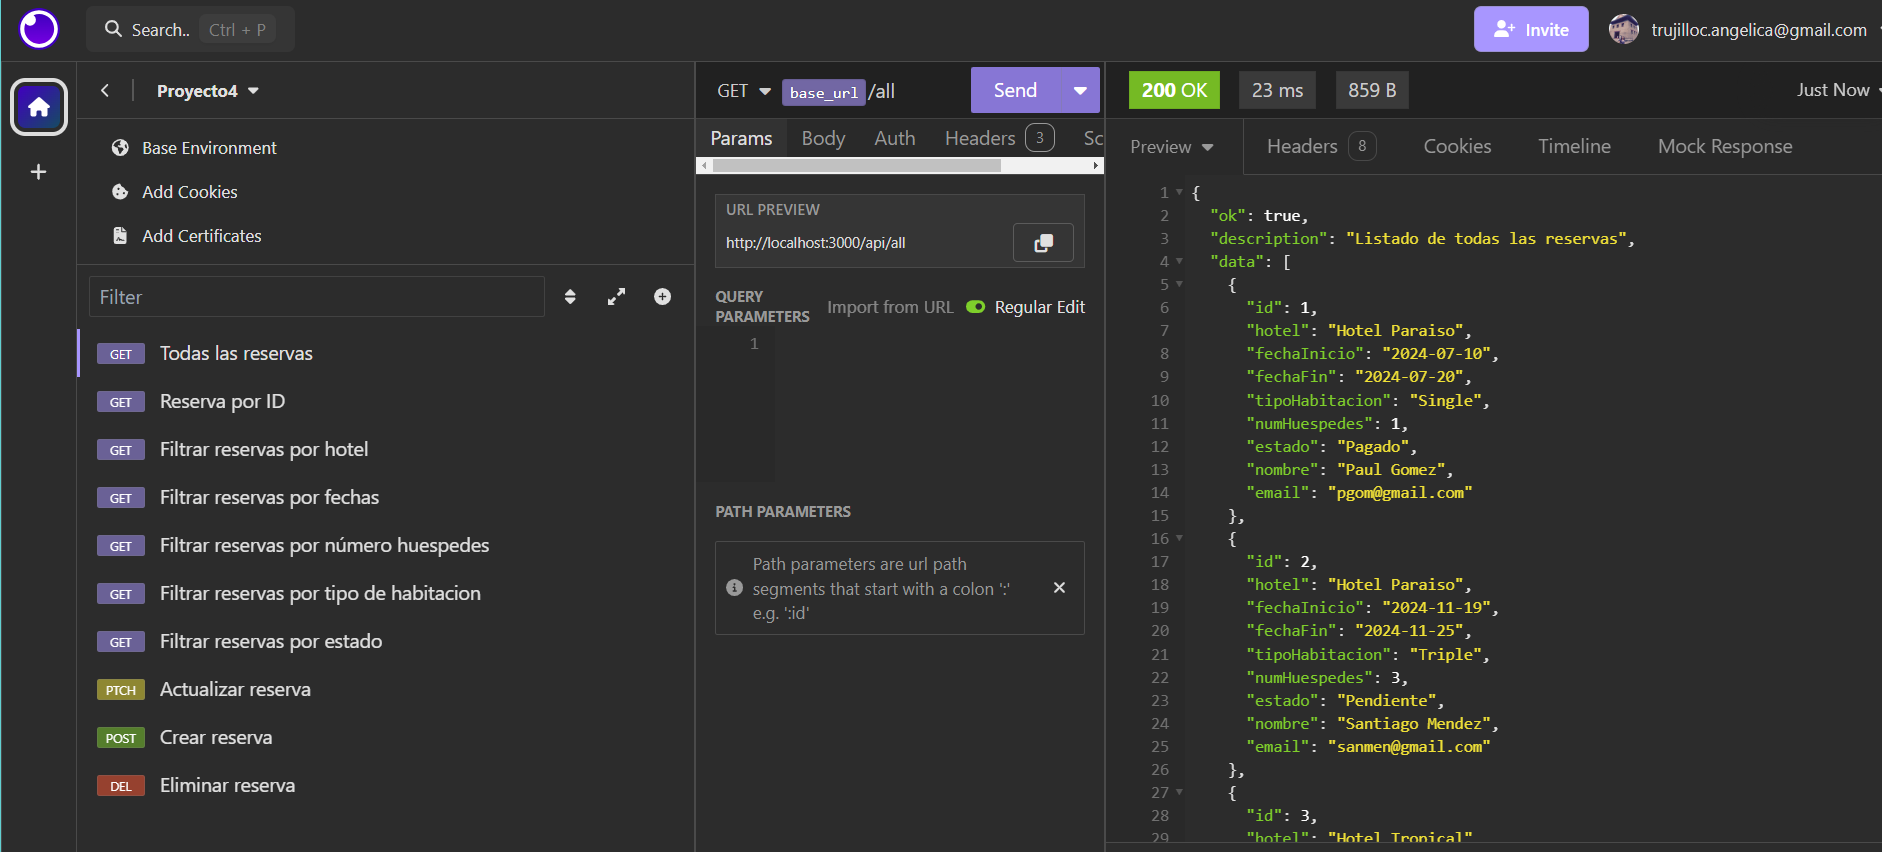 Search.. Ctrl + P
Invite
trujilloc.angelica@gmail.com
Proyecto4
Base Environment
Add Cookies
Add Certificates
Filter
GET Todas las reservas
GET Reserva por ID
GET Filtrar reservas por hotel
GET Filtrar reservas por fechas
GET Filtrar reservas por número huespedes
GET Filtrar reservas por tipo de habitacion
GET Filtrar reservas por estado
PTCH Actualizar reserva
POST Crear reserva
DEL Eliminar reserva
GET base_url /all Send
Params Body Auth Headers 3 Sc
URL PREVIEW
http://localhost:3000/api/all
QUERY PARAMETERS Import from URL Regular Edit
1
PATH PARAMETERS
Path parameters are url path
segments that start with a colon ':'
e.g. ':id'
200 OK 23 ms 859 B Just Now
Preview Headers 8 Cookies Timeline Mock Response
1 {
2 "ok": true,
3 "description": "Listado de todas las reservas",
4 "data": [
5 {
6 "id": 1,
7 "hotel": "Hotel Paraiso",
8 "fechaInicio": "2024-07-10",
9 "fechaFin": "2024-07-20",
10 "tipoHabitacion": "Single",
11 "numHuespedes": 1,
12 "estado": "Pagado",
13 "nombre": "Paul Gomez",
14 "email": "pgom@gmail.com"
15 },
16 {
17 "id": 2,
18 "hotel": "Hotel Paraiso",
19 "fechaInicio": "2024-11-19",
20 "fechaFin": "2024-11-25",
21 "tipoHabitacion": "Triple",
22 "numHuespedes": 3,
23 "estado": "Pendiente",
24 "nombre": "Santiago Mendez",
25 "email": "sanmen@gmail.com"
26 },
27 {
28 "id": 3,
29 "hotel": "Hotel Tropical"